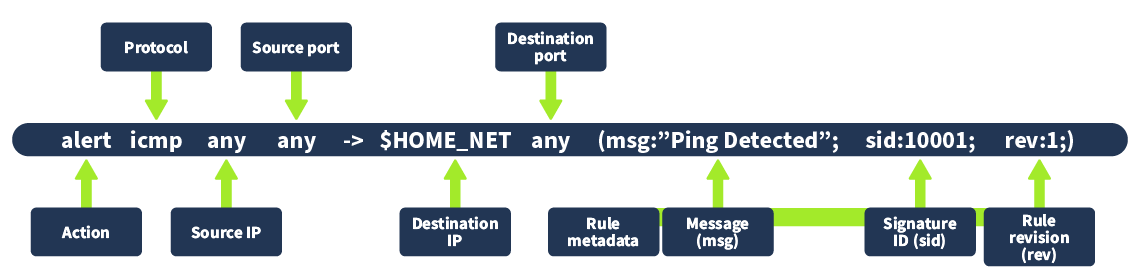 Protocol
Source port
Destination
port
alert icmp any any -> $HOME_NET any (msg:”Ping Detected”; sid:10001; rev:1;)
Action
Source IP
Destination
IP
Rule
metadata
Message
(msg)
Signature
ID (sid)
Rule
revision
(rev)